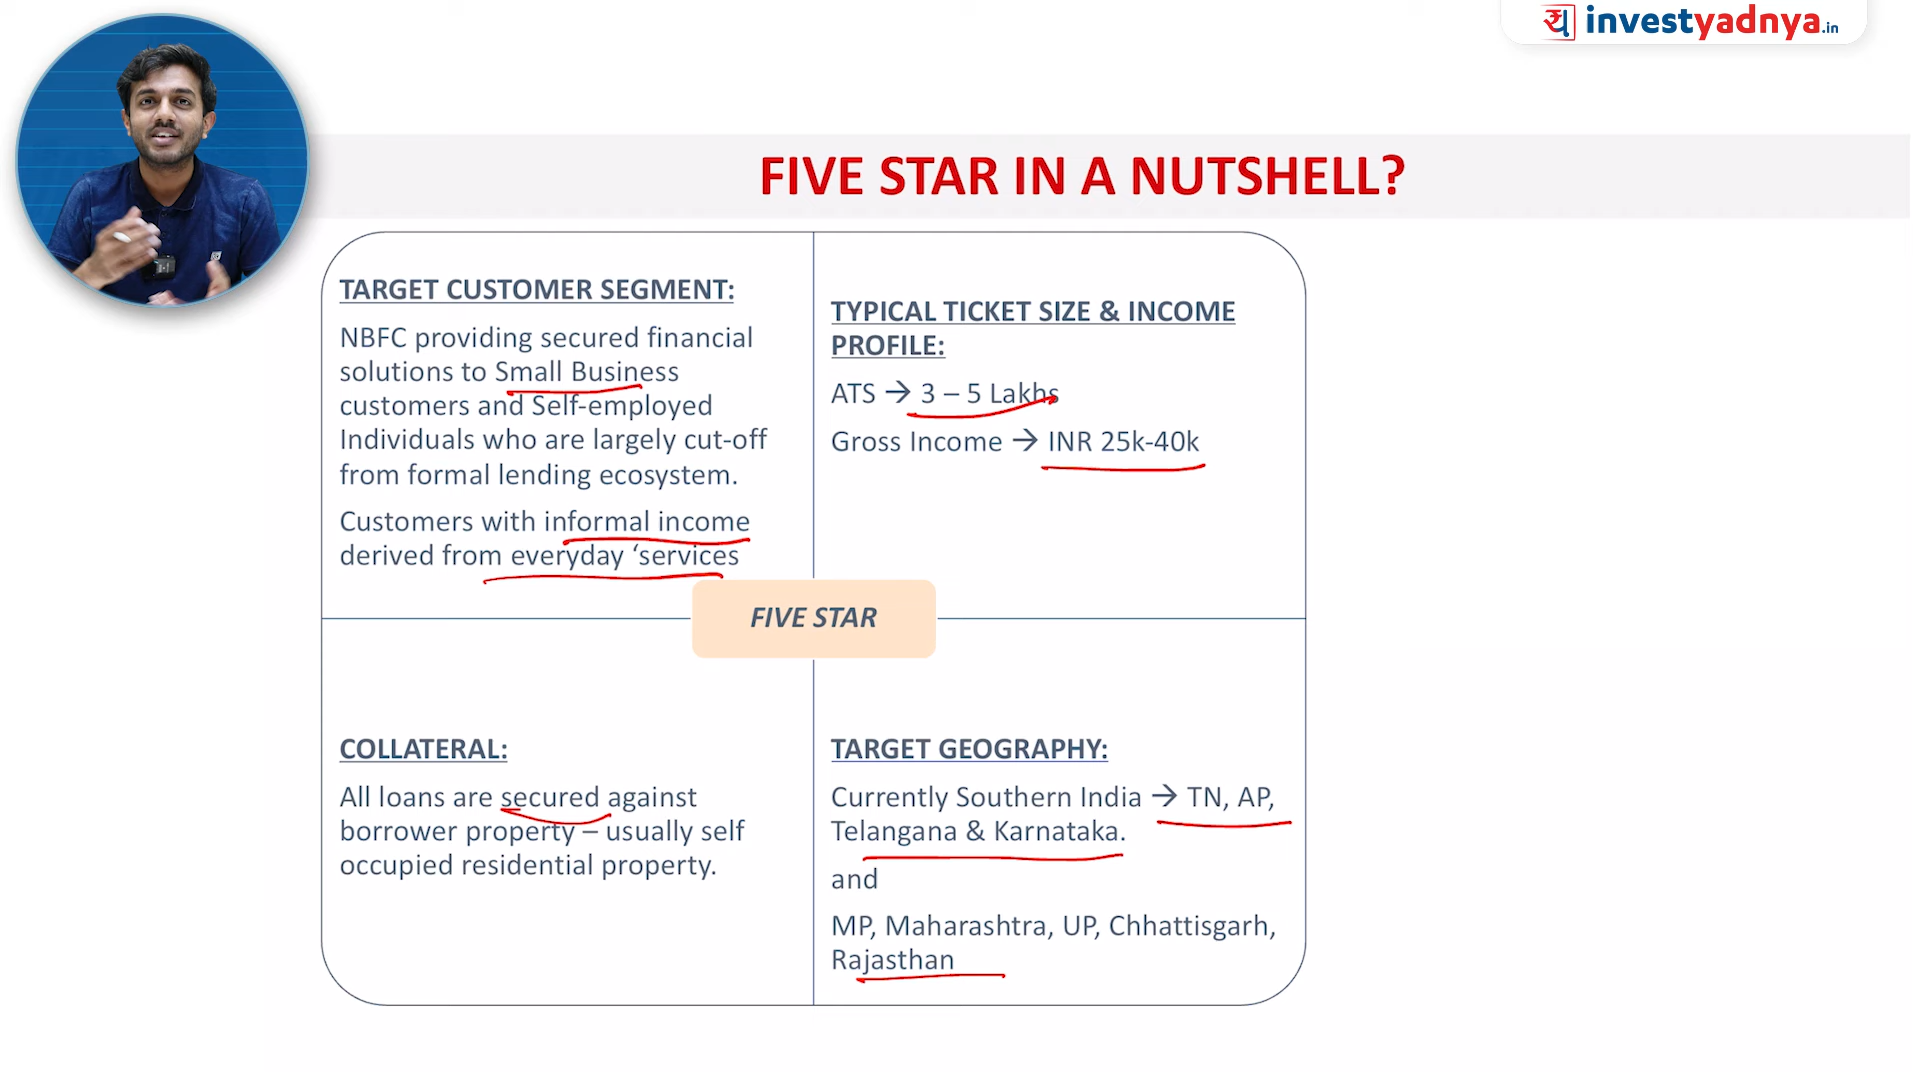 investyadnya.in
FIVE STAR IN A NUTSHELL?
TARGET CUSTOMER SEGMENT:
NBFC providing secured financial
solutions to Small Business
customers and Self-employed
Individuals who are largely cut-off
from formal lending ecosystem.
Customers with informal income
derived from everyday ‘services
TYPICAL TICKET SIZE & INCOME
PROFILE:
ATS → 3 – 5 Lakhs
Gross Income → INR 25k-40k
FIVE STAR
COLLATERAL:
All loans are secured against
borrower property – usually self
occupied residential property.
TARGET GEOGRAPHY:
Currently Southern India → TN, AP,
Telangana & Karnataka.
and
MP, Maharashtra, UP, Chhattisgarh,
Rajasthan